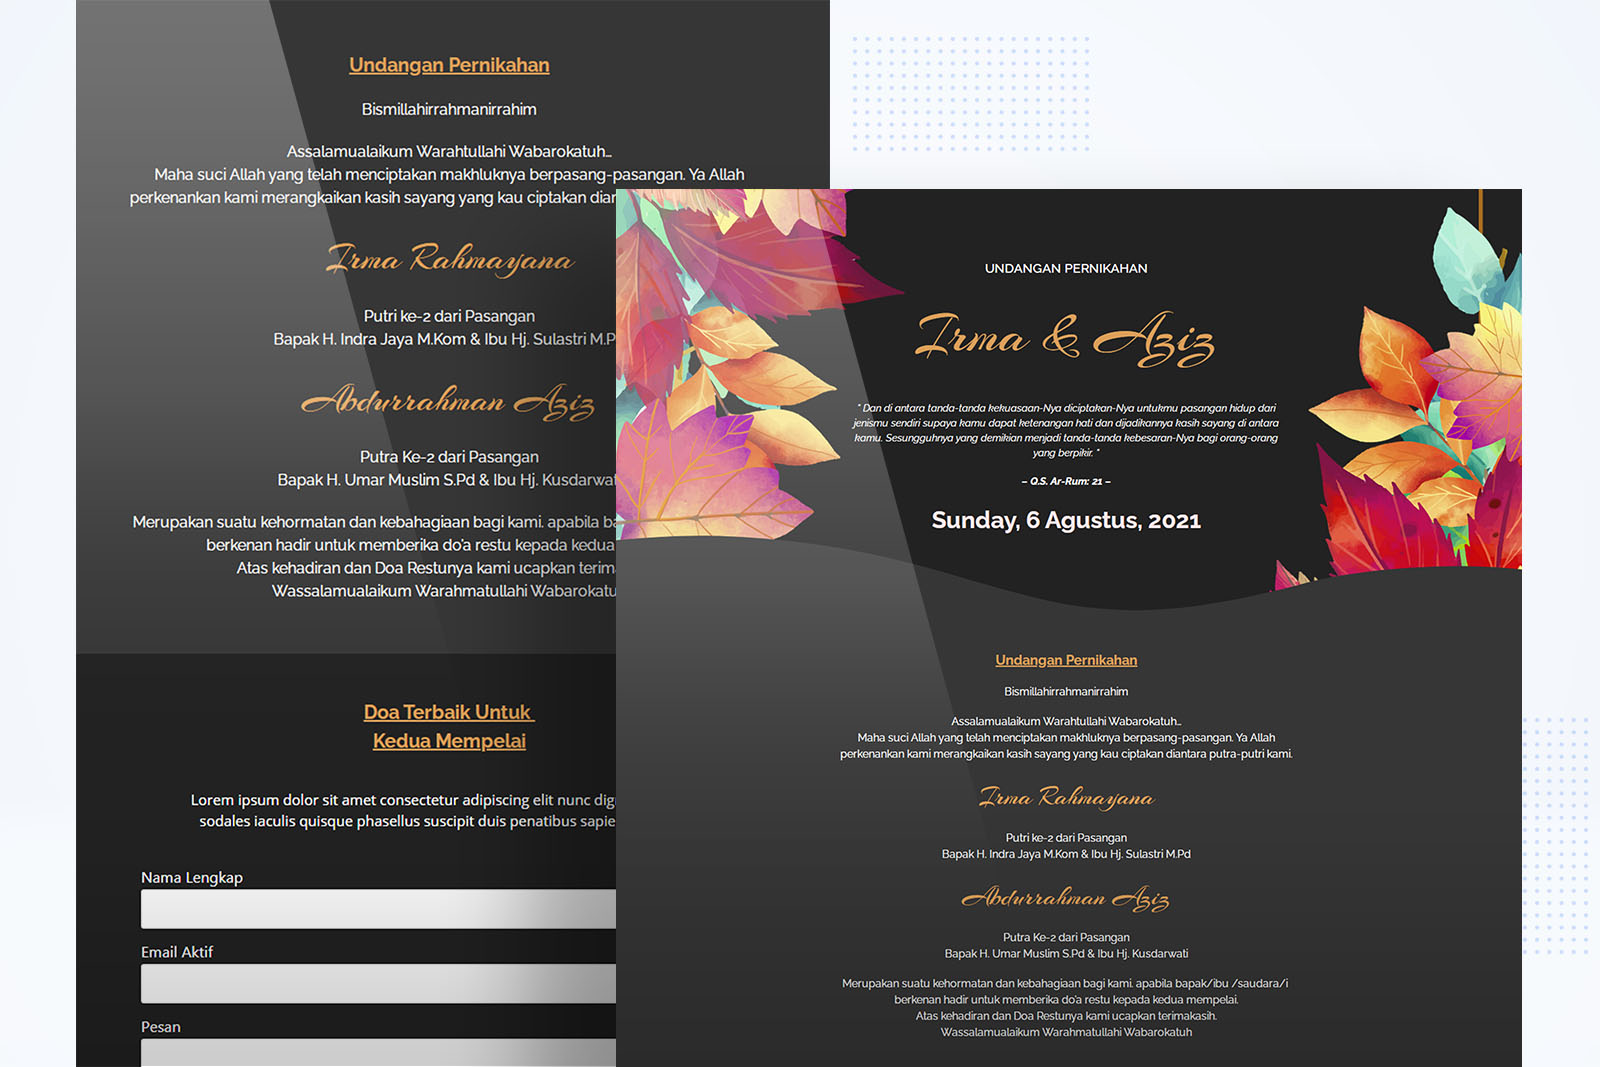 Undangan Pernikahan
Bismillahirrahmanirrahim
Assalamualaikum Warahtullahi Wabarokatuh...
Maha suci Allah yang telah menciptakan makhluknya berpasang-pasangan. Ya Allah
perkenankan kami merangkaikan kasih sayang yang kau ciptakan
Irma Rahmayana
Putri ke-2 dari Pasangan
Bapak H. Indra Jaya M.Kom & Ibu Hj. Sulastri
Abdurrahman Aziz
Putra Ke-2 dari Pasangan
Bapak H. Umar Muslim S.Pd & Ibu Hj.
Merupakan suatu kehormatan dan kebahagiaan bagi kami. apabila
berkenan hadir untuk memberika do'a restu kepada kedua
Atas kehadiran dan Doa Restunya kami ucapkan
Wassalamualaikum Warahmatullahi
Doa Terbaik Untuk
Kedua Mempelai
Lorem ipsum dolor sit amet consectetur adipiscing elit nunc
sodales iaculis quisque phasellus suscipit duis penatibus
Nama Lengkap
Email Aktif
Pesan
UNDANGAN PERNIKAHAN
Irma & Aziz
" Dan di antara tanda-tanda kekuasaan-Nya diciptakan-Nya untukmu pasangan hidup dari
jenismu sendiri supaya kamu dapat ketenangan hati dan dijadikannya kasih sayang di antara
kamu. Sesungguhnya yang demikian menjadi tanda-tanda kebesaran-Nya bagi orang-orang
yang berpikir. "
– Q.S. Ar-Rum: 21 –
Sunday, 6 Agustus, 2021
Undangan Pernikahan
Bismillahirrahmanirrahim
Assalamualaikum Warahtullahi Wabarokatuh...
Maha suci Allah yang telah menciptakan makhluknya berpasang-pasangan. Ya Allah
perkenankan kami merangkaikan kasih sayang yang kau ciptakan diantara putra-putri kami.
Irma Rahmayana
Putri ke-2 dari Pasangan
Bapak H. Indra Jaya M.Kom & Ibu Hj. Sulastri M.Pd
Abdurrahman Aziz
Putra Ke-2 dari Pasangan
Bapak H. Umar Muslim S.Pd & Ibu Hj. Kusdarwati
Merupakan suatu kehormatan dan kebahagiaan bagi kami. apabila bapak/ibu /saudara/i
berkenan hadir untuk memberika do'a restu kepada kedua mempelai.
Atas kehadiran dan Doa Restunya kami ucapkan terimakasih.
Wassalamualaikum Warahmatullahi Wabarokatuh